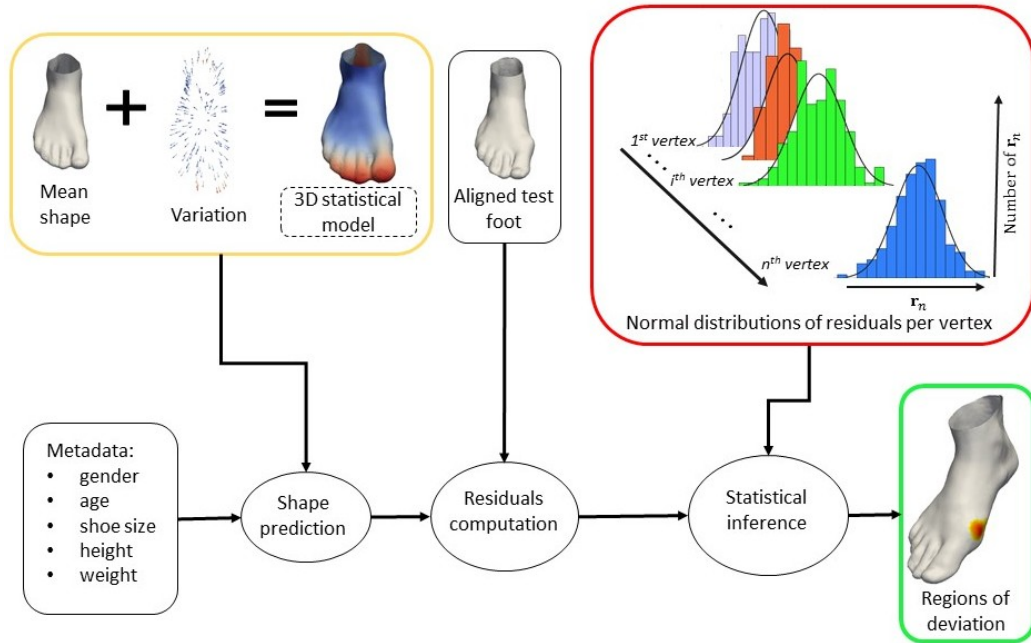 Mean
shape
Variation
3D statistical
model
Aligned test
foot
1st vertex
ith vertex
nth vertex
Number of rn
rn
Normal distributions of residuals per vertex
Metadata:
• gender
• age
• shoe size
• height
• weight
Shape
prediction
Residuals
computation
Statistical
inference
Regions of
deviation